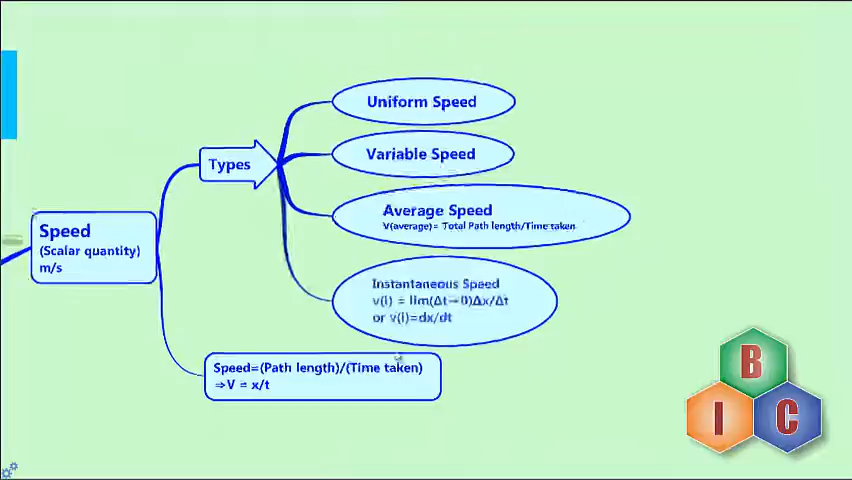 Uniform Speed
Variable Speed
Types
Average Speed
V(average)= Total Path length/Time taken
Speed
(Scalar quantity)
m/s
Instantaneous Speed
v(i) = lim(Δt→0)Δx/Δt
or v(i)=dx/dt
Speed=(Path length)/(Time taken)
⇒V = x/t
B
I C